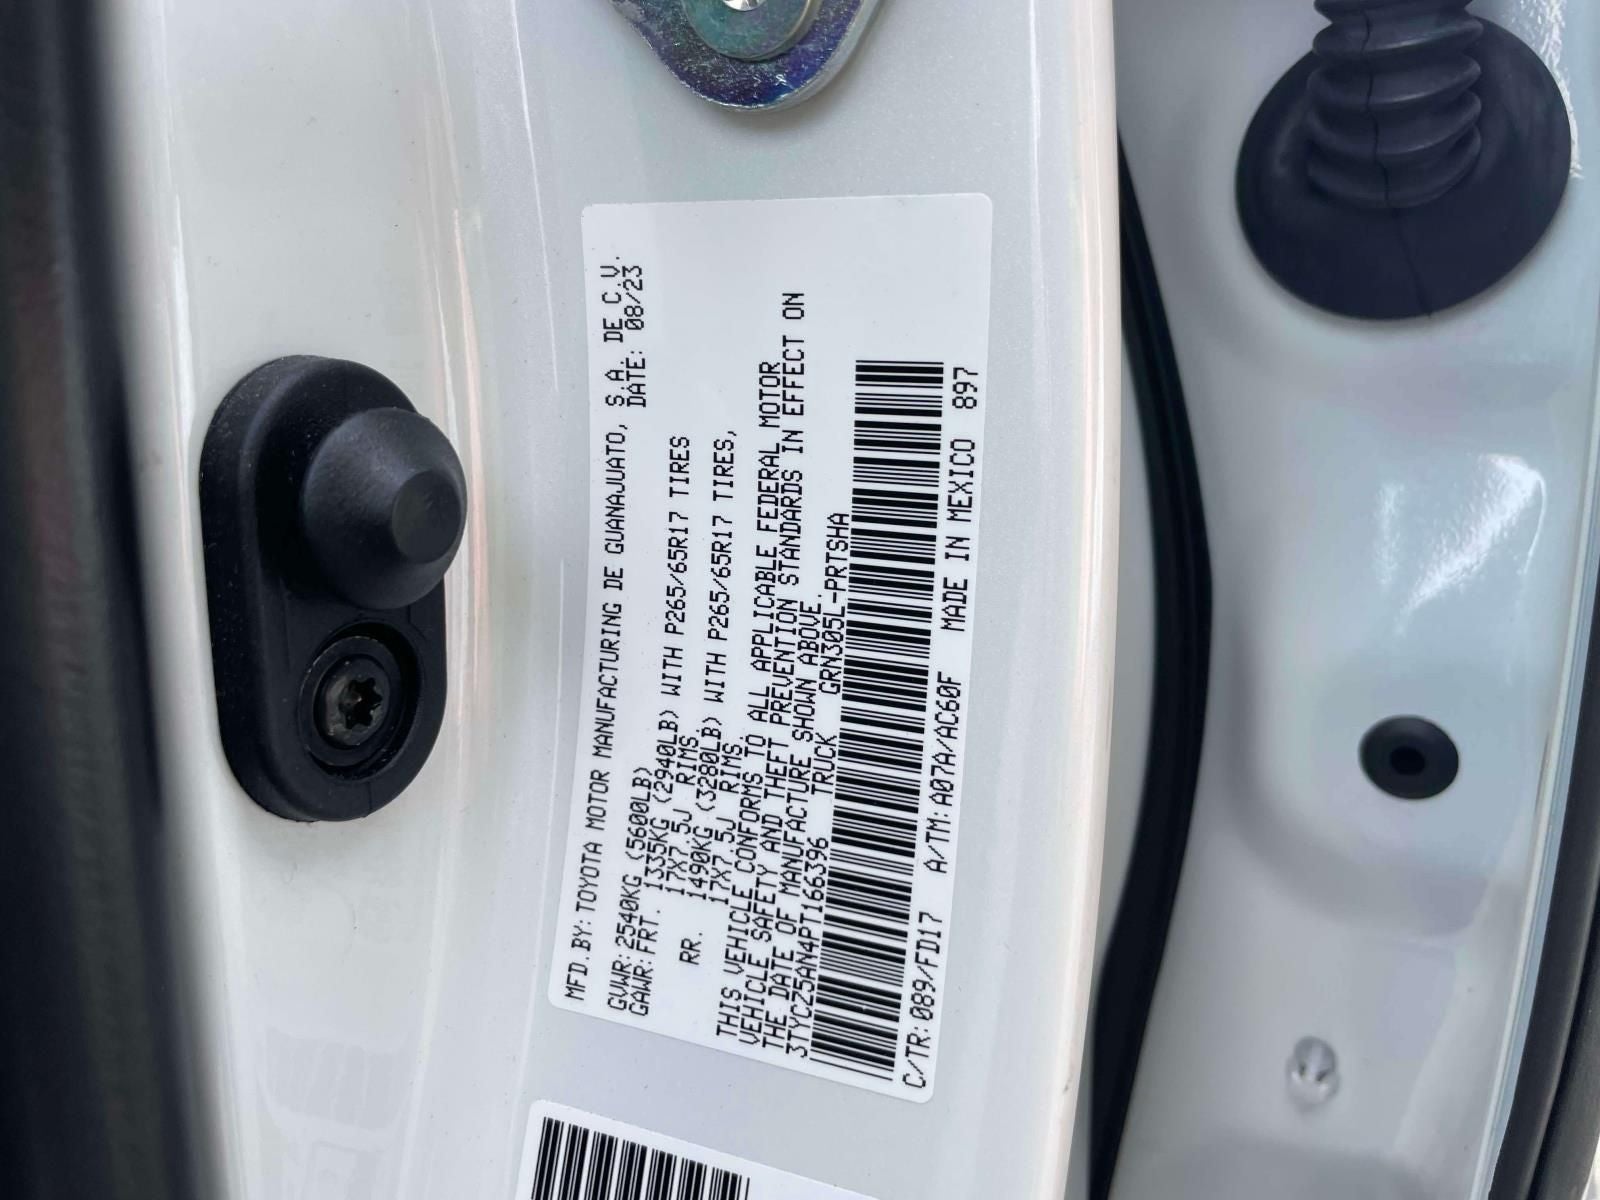 MFD.BY:TOYOTA MOTOR MANUFACTURING DE GUANAJUATO, S.A. DE C.V.
DATE: 08/23
GVWR:2540KG (5600LB)
GAWR:FRT. 1335KG (2940LB) WITH P265/65R17 TIRES
17X7.5J RIMS
RR. 1490KG (3280LB) WITH P265/65R17 TIRES,
17X7.5J RIMS.
THIS VEHICLE CONFORMS TO ALL APPLICABLE FEDERAL MOTOR
VEHICLE SAFETY AND THEFT PREVENTION STANDARDS IN EFFECT ON
THE DATE OF MANUFACTURE SHOWN ABOVE.
3TYCZ5AN4PT166396 TRUCK GRN305L-PRTSHA
C/TR:089/FD17 A/TM:A07A/AC60F MADE IN MEXICO 897